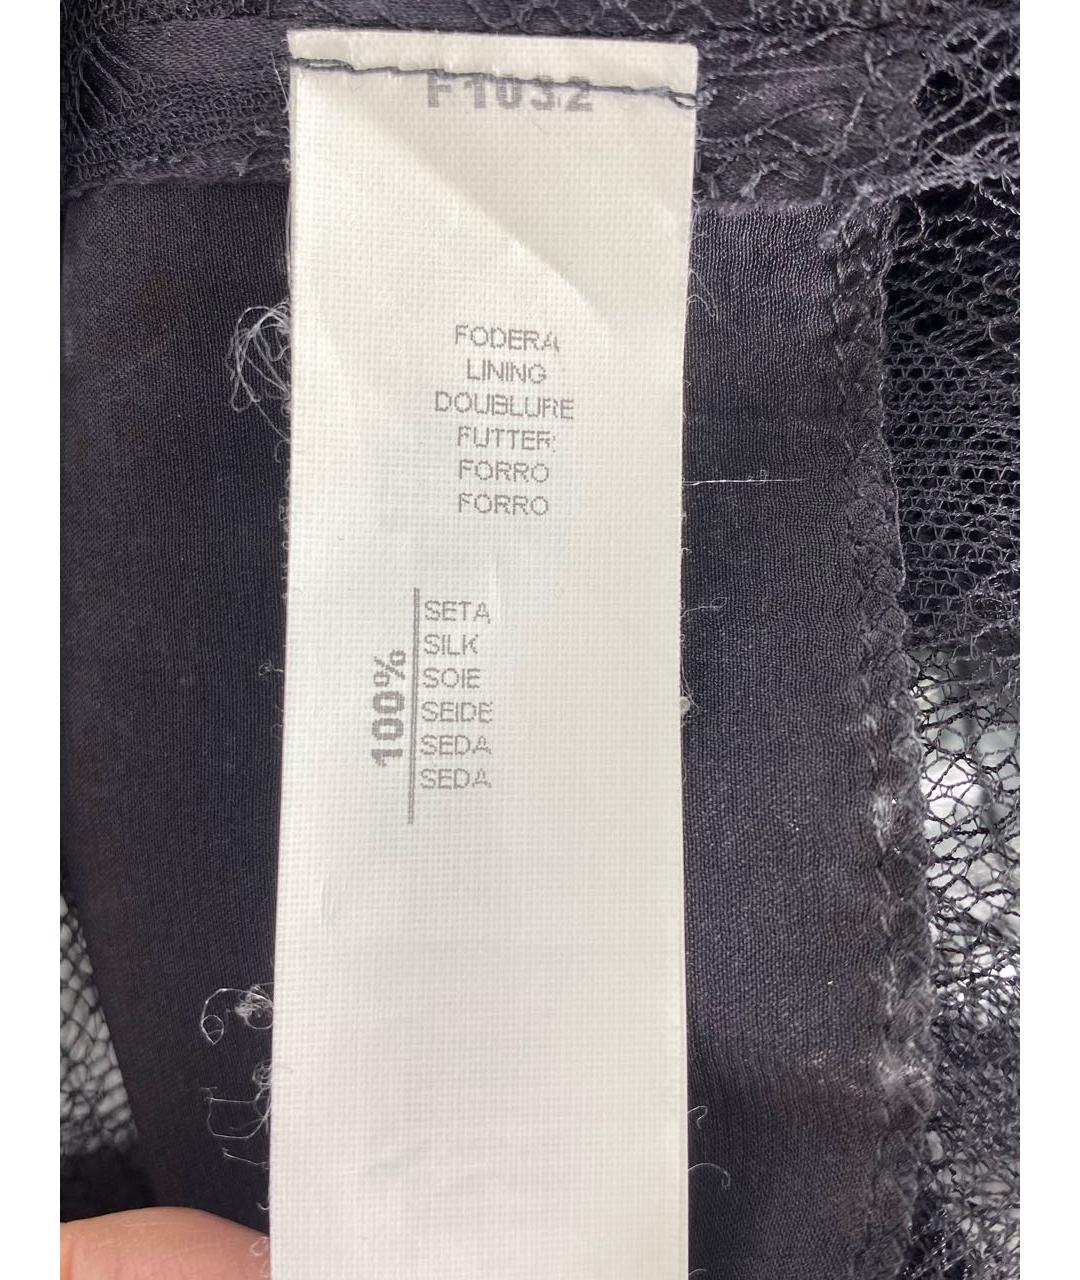 F1032
FODERA
LINING
DOUBLURE
FUTTER
FORRO
FORRO
100%
SETA
SILK
SOIE
SEIDE
SEDA
SEDA